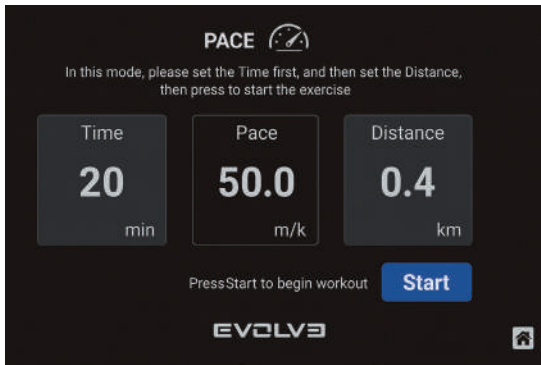 PACE
In this mode, please set the Time first, and then set the Distance,
then press to start the exercise
Time
20
min
Pace
50.0
m/k
Distance
0.4
km
PressStart to begin workout
Start
EVOLVE